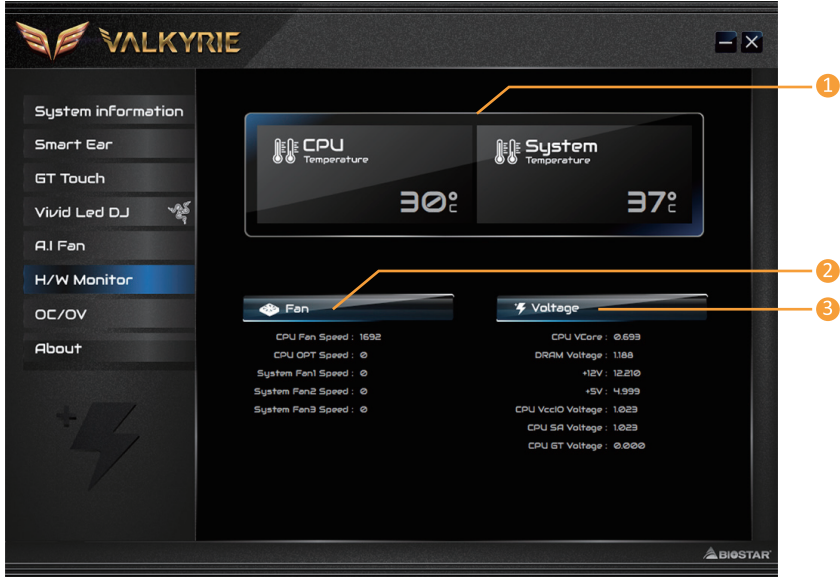 VALKYRIE
System information
Smart Ear
GT Touch
Vivid Led DJ
A.I Fan
H/W Monitor
OC/OV
About
1
CPU
Temperature
30°C
System
Temperature
37°C
2
3
Fan
CPU Fan Speed : 1692
CPU OPT Speed : 0
System Fan1 Speed : 0
System Fan2 Speed : 0
System Fan3 Speed : 0
Voltage
CPU VCore : 0.693
DRAM Voltage : 1.188
+12V : 12.210
+5V : 4.999
CPU VccIO Voltage : 1.023
CPU SA Voltage : 1.023
CPU GT Voltage : 0.000
BIOSTAR